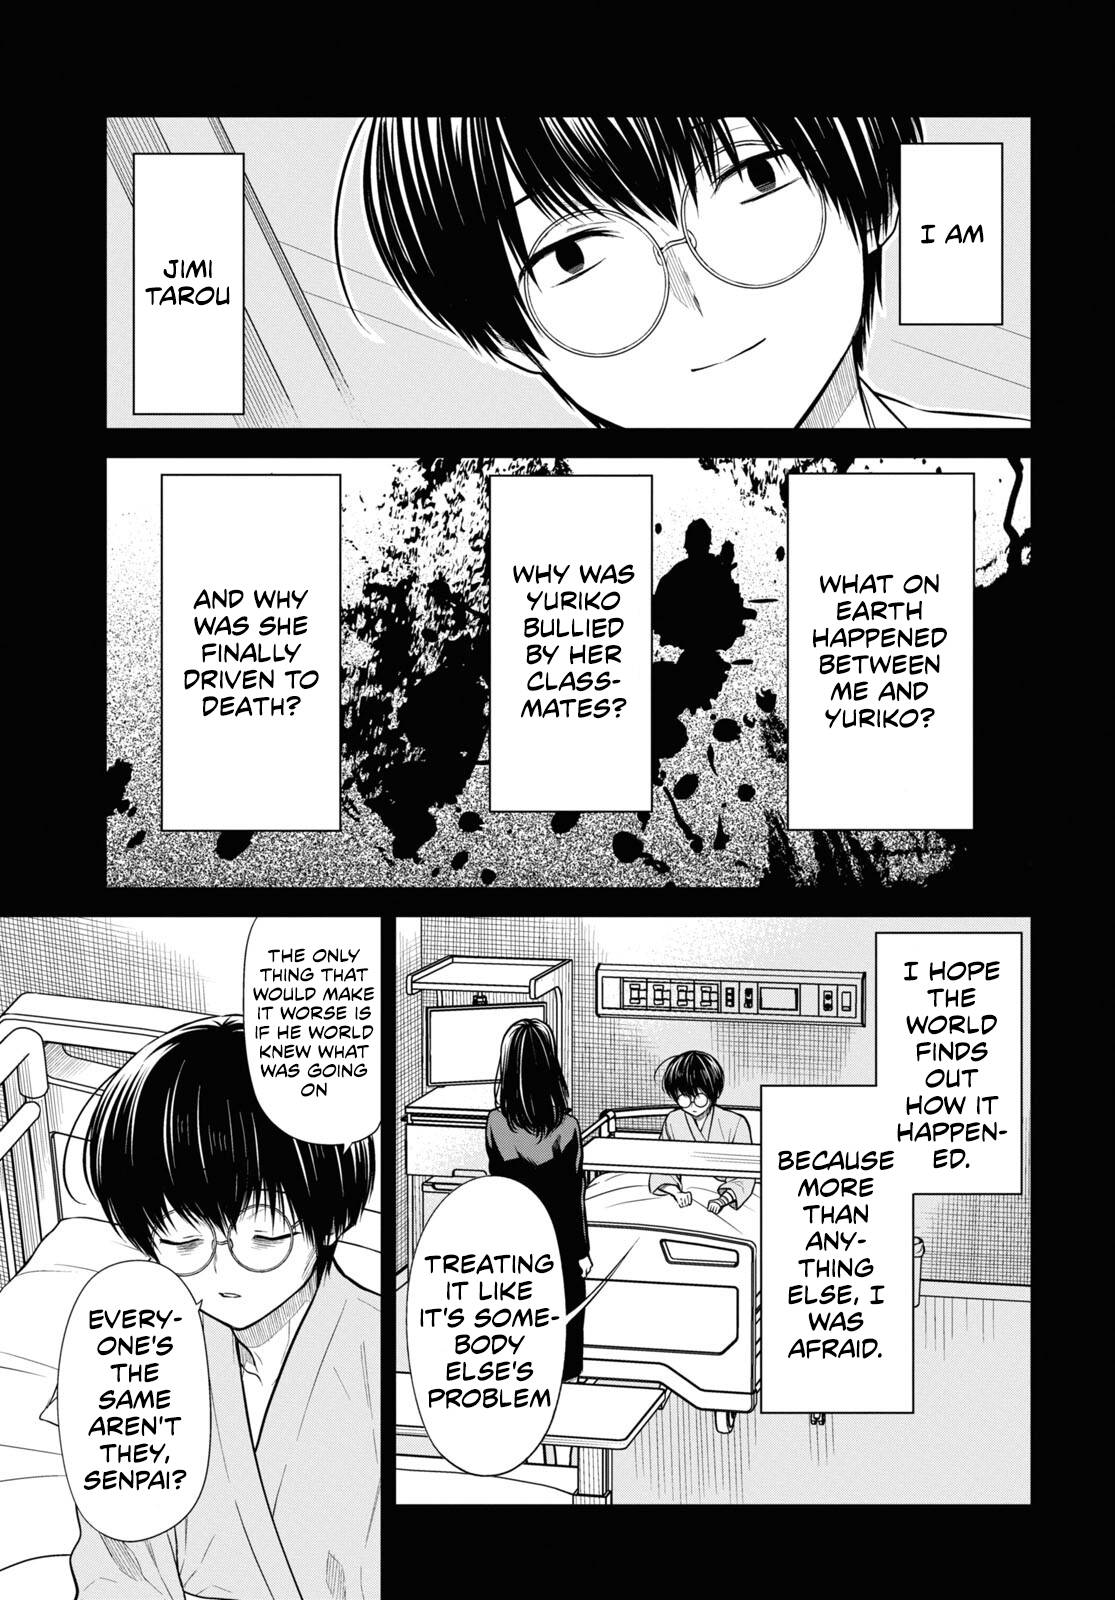 I AM
JIMI
TAROU
WHAT ON
EARTH
HAPPENED
BETWEEN
ME AND
YURIKO?
WHY WAS
YURIKO
BULLIED
BY HER
CLASS-
MATES?
AND WHY
WAS SHE
FINALLY
DRIVEN TO
DEATH?
I HOPE
THE
WORLD
FINDS
OUT
HOW IT
HAPPEN-
ED.
BECAUSE
MORE
THAN
ANY-
THING
ELSE, I
WAS
AFRAID.
TREATING
IT LIKE
IT'S SOME-
BODY
ELSE'S
PROBLEM
THE ONLY
THING THAT
WOULD MAKE
IT WORSE IS
IF HE WORLD
KNEW WHAT
WAS GOING
ON
EVERY-
ONE'S
THE
SAME
AREN'T
THEY,
SENPAI?